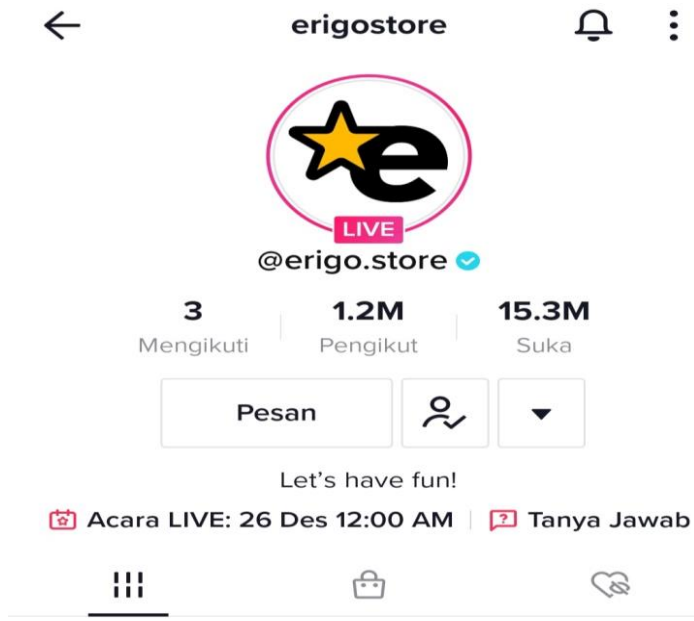 erigostore
e
LIVE
@erigo.store
3 1.2M 15.3M
Mengikuti Pengikut Suka
Pesan
Let's have fun!
Acara LIVE: 26 Des 12:00 AM | ? Tanya Jawab